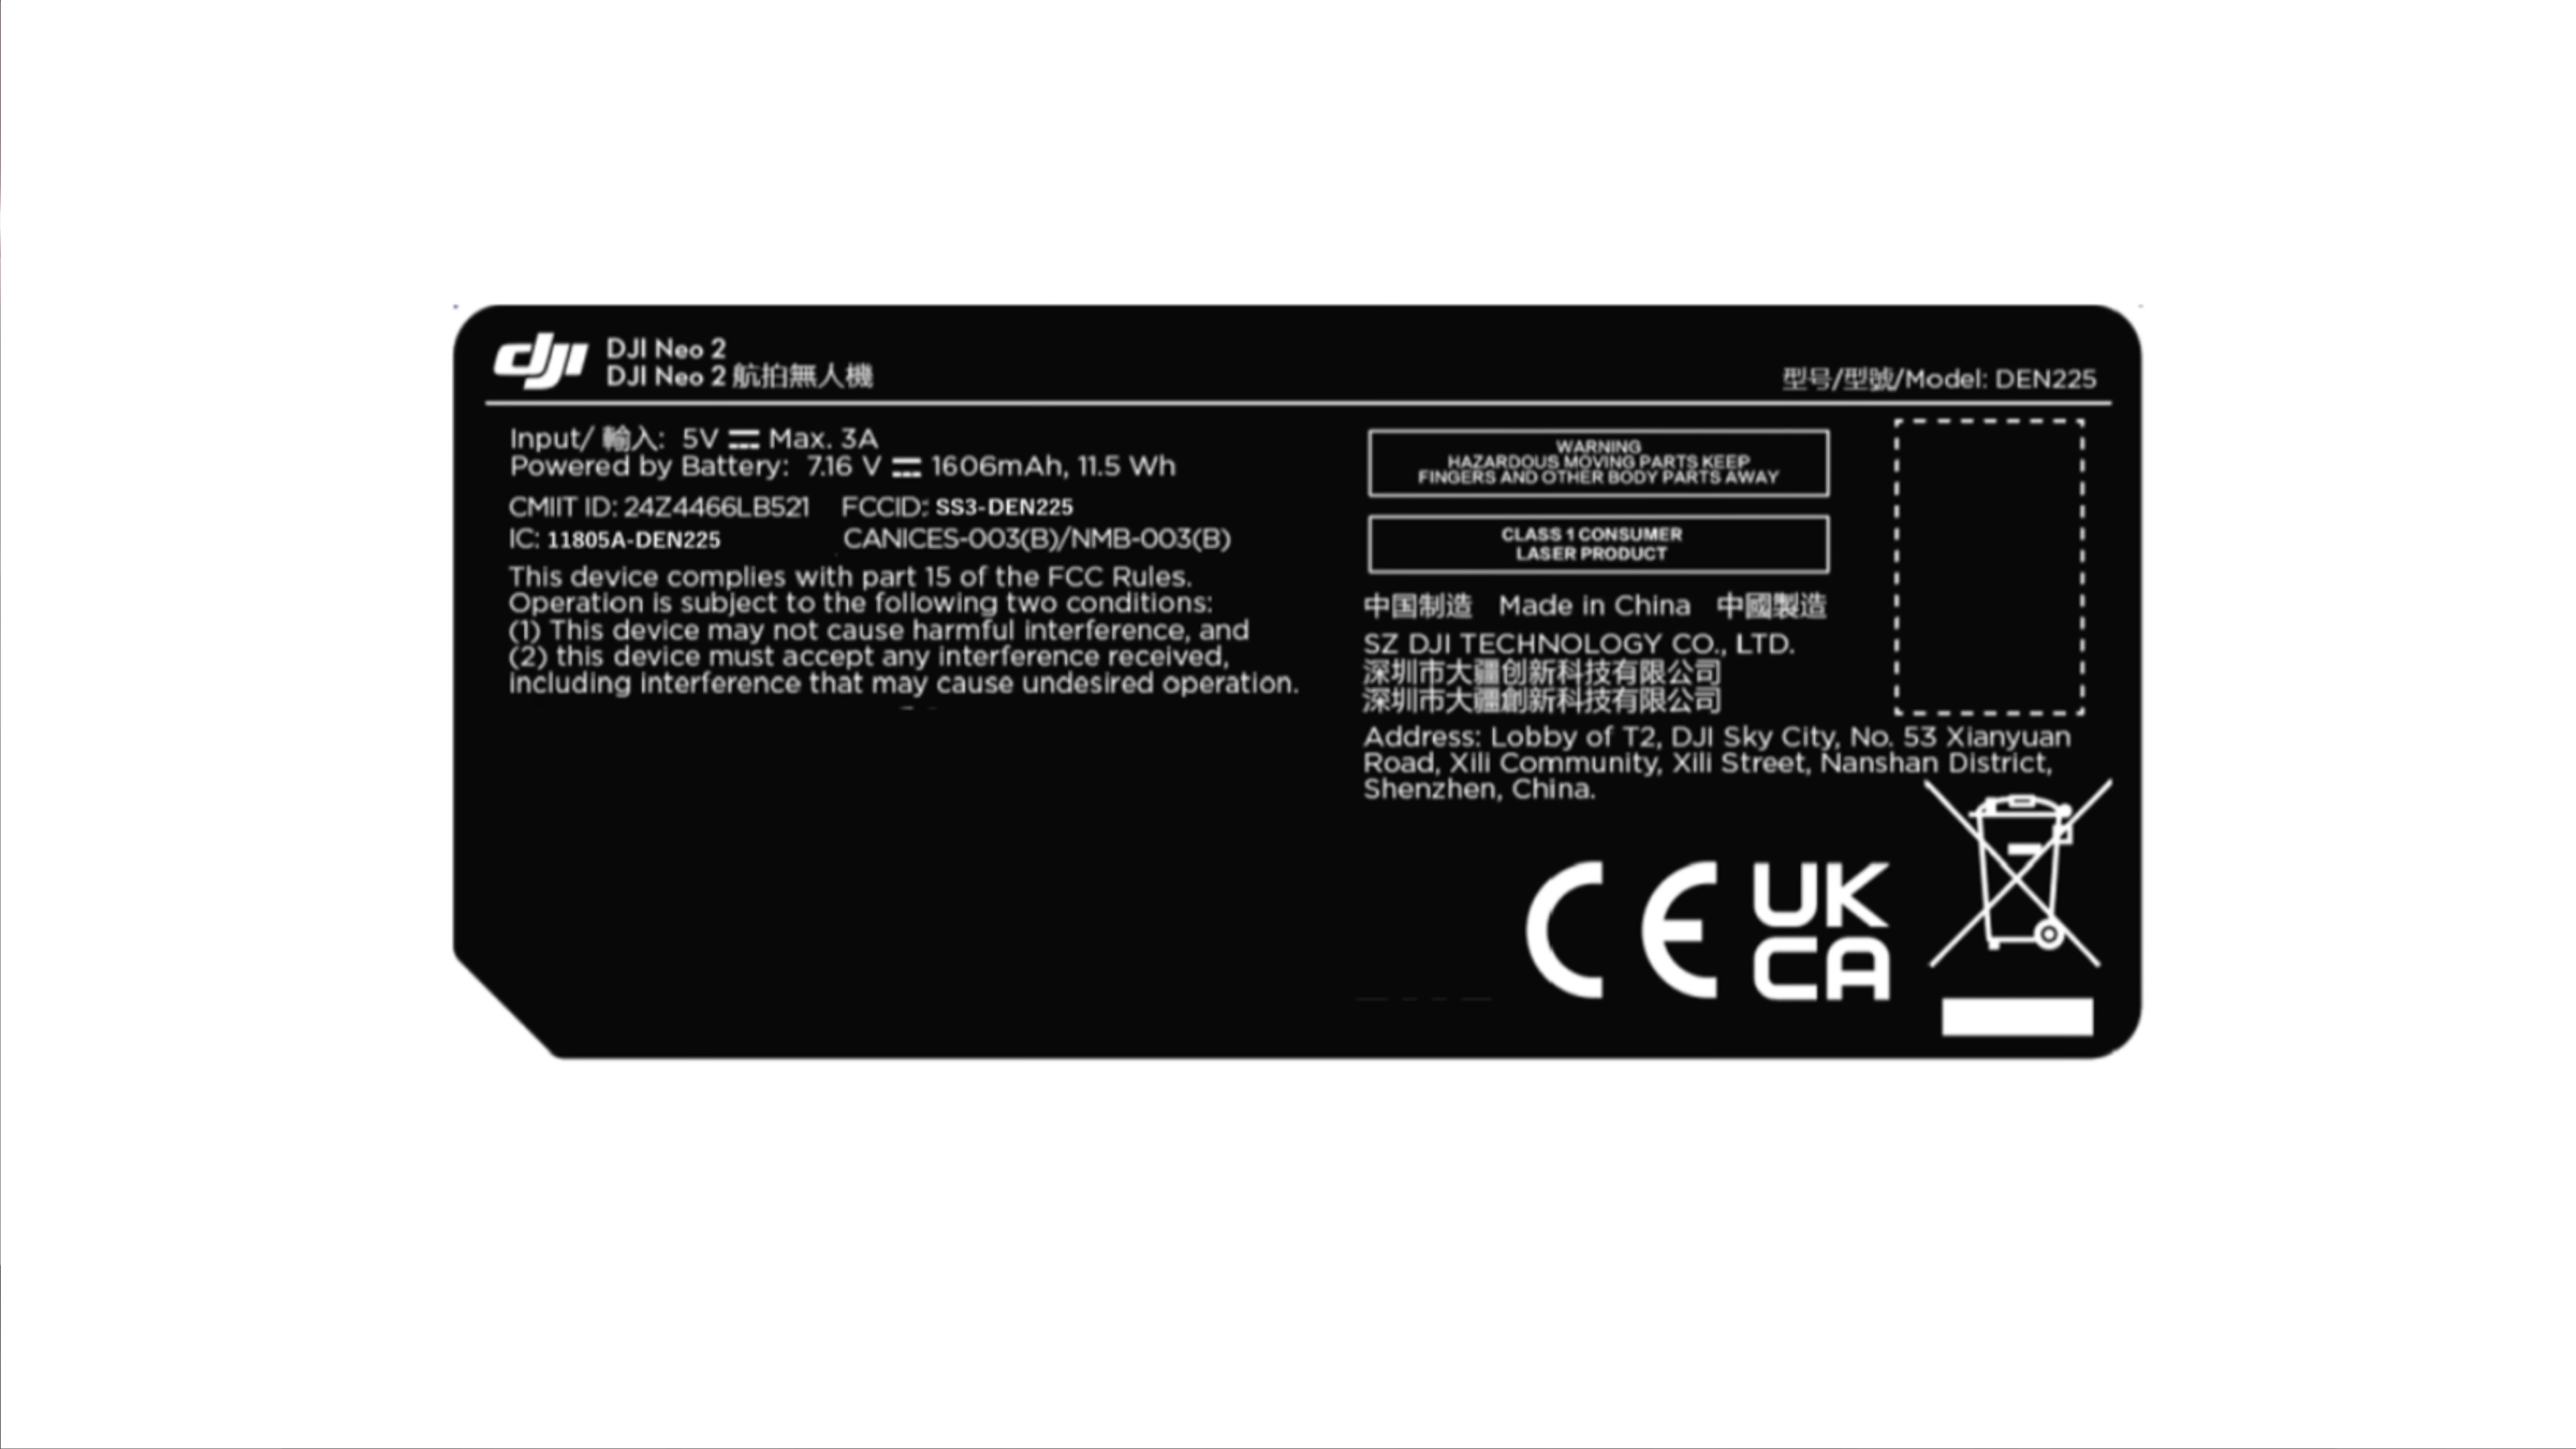 dji
DJI Neo 2
DJI Neo 2 航拍無人機
型号/型號/Model: DEN225
Input/ 輸入: 5V ⎓ Max. 3A
Powered by Battery: 7.16 V ⎓ 1606mAh, 11.5 Wh
CMIIT ID: 24Z4466LB521 FCCID: SS3-DEN225
IC: 11805A-DEN225 CANICES-003(B)/NMB-003(B)
This device complies with part 15 of the FCC Rules.
Operation is subject to the following two conditions:
(1) This device may not cause harmful interference, and
(2) this device must accept any interference received,
including interference that may cause undesired operation.
WARNING
HAZARDOUS MOVING PARTS KEEP
FINGERS AND OTHER BODY PARTS AWAY
CLASS 1 CONSUMER
LASER PRODUCT
中国制造 Made in China 中國製造
SZ DJI TECHNOLOGY CO., LTD.
深圳市大疆创新科技有限公司
深圳市大疆創新科技有限公司
Address: Lobby of T2, DJI Sky City, No. 53 Xianyuan
Road, Xili Community, Xili Street, Nanshan District,
Shenzhen, China.
CE
UK
CA